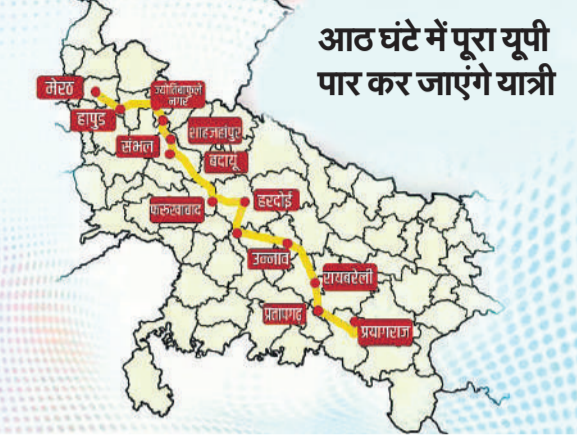 आठ घंटे में पूरा यूपी
पार कर जाएंगे यात्री
मेरठ
ज्योतिबाफुले
नगर
हापुड
शाहजहांपुर
संभल
बदायू
फरुखाबाद
हरदोई
उन्नाव
रायबरेली
प्रतापगढ़
प्रयागराज